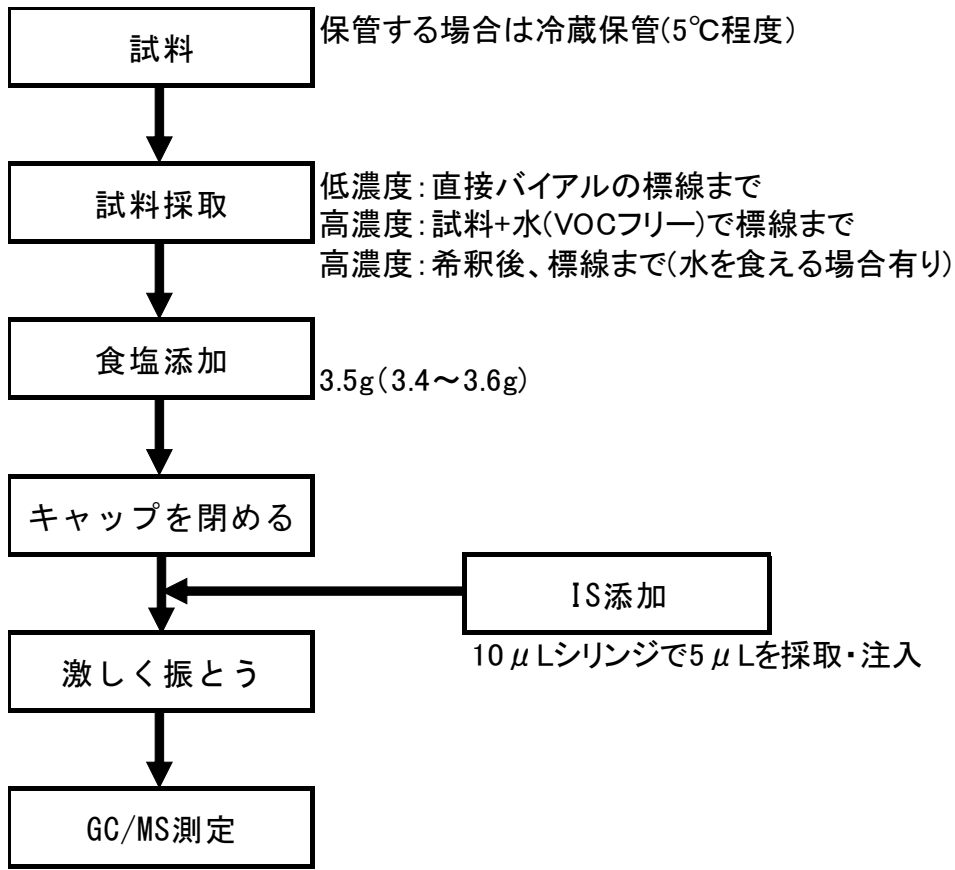 試料
保管する場合は冷蔵保管(5℃程度)
試料採取
低濃度：直接バイアルの標線まで
高濃度：試料+水(VOCフリー)で標線まで
高濃度：希釈後、標線まで(水を食える場合有り)
食塩添加
3.5g(3.4～3.6g)
キャップを閉める
IS添加
10μLシリンジで5μLを採取・注入
激しく振とう
GC/MS測定